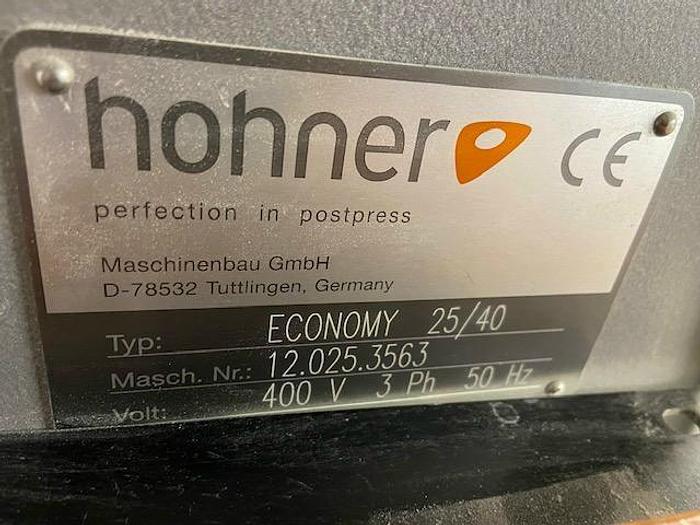 hohner CE
perfection in postpress
Maschinenbau GmbH
D-78532 Tuttlingen, Germany
Typ: ECONOMY 25/40
Masch. Nr.: 12.025.3563
Volt: 400 V 3 Ph 50 Hz